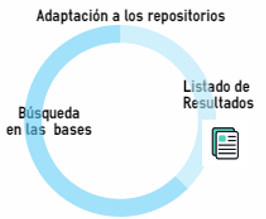 Adaptación a los repositorios
Listado de
Resultados
Búsqueda
en las bases